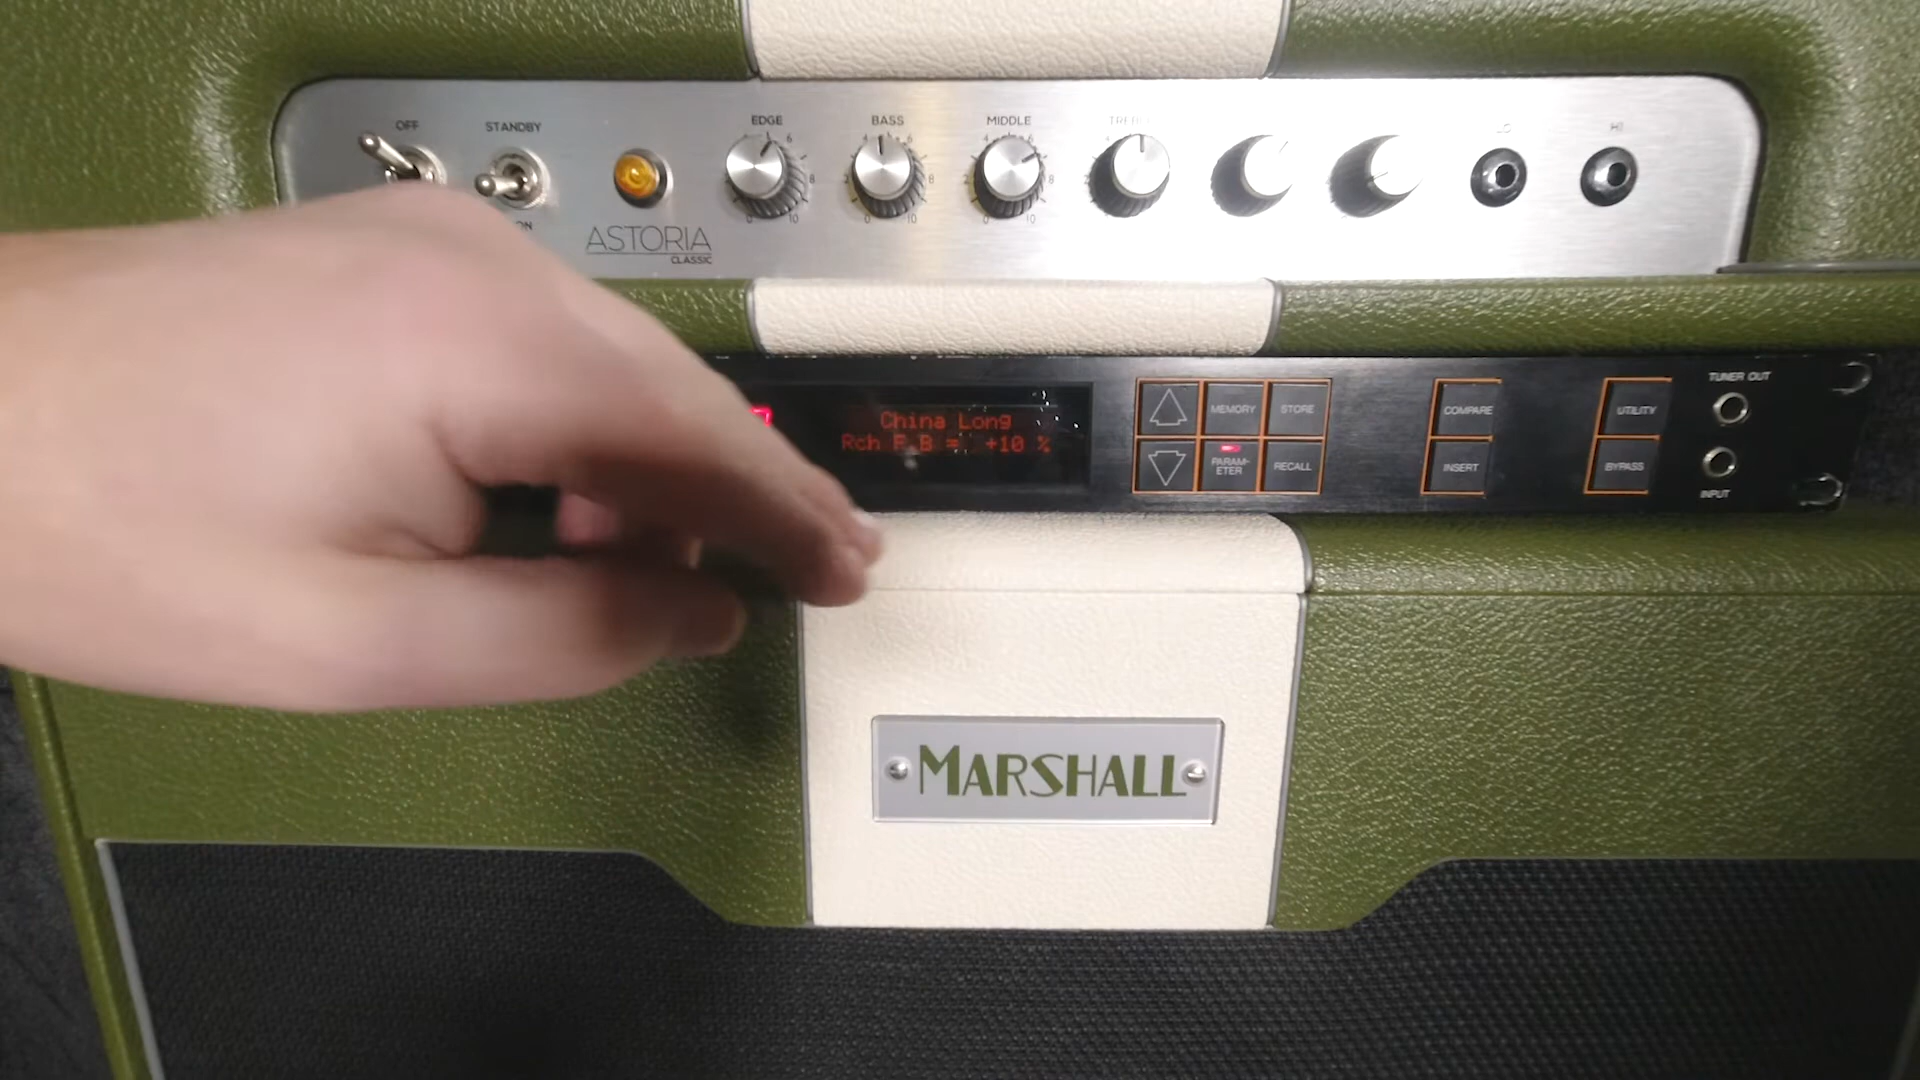 OFF
STANDBY
EDGE
BASS
MIDDLE
HI
ON
ASTORIA
CLASSIC
China Long
Rch F.B = +10 %
MEMORY
STORE
PARAM-
ETER
RECALL
COMPARE
INSERT
UTILITY
BYPASS
TUNER OUT
INPUT
MARSHALL